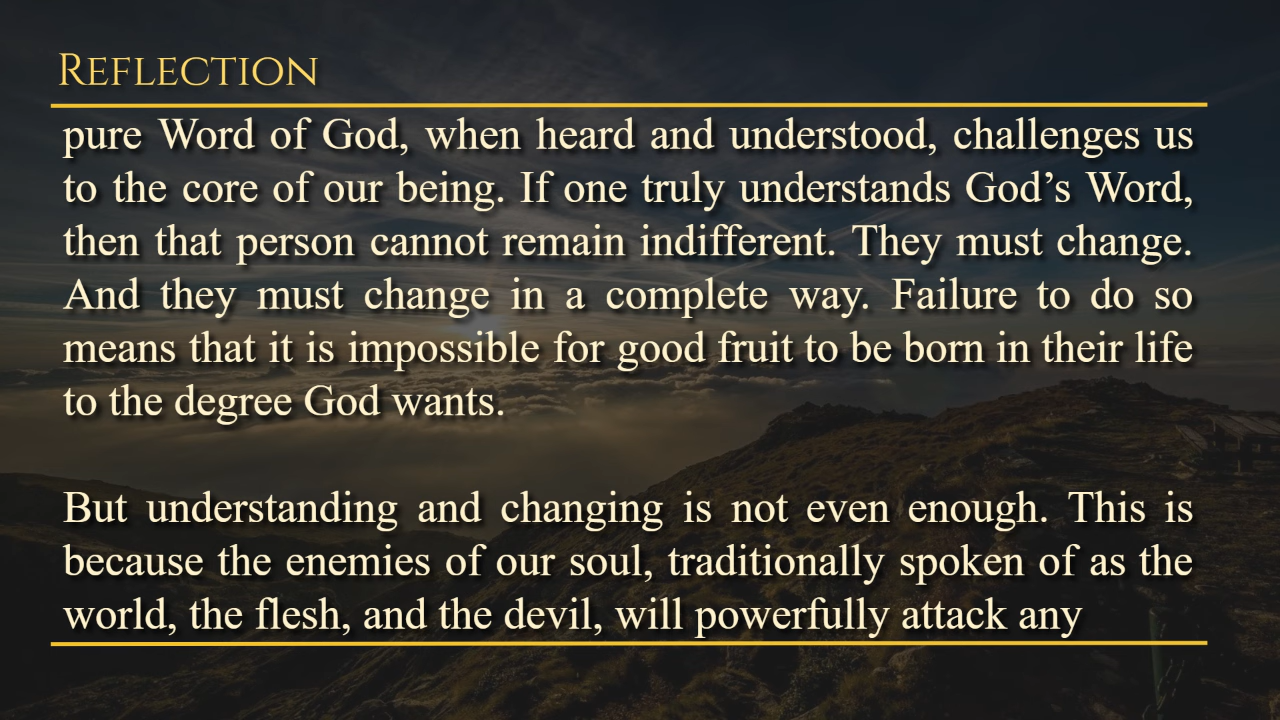 Reflection
pure Word of God, when heard and understood, challenges us
to the core of our being. If one truly understands God’s Word,
then that person cannot remain indifferent. They must change.
And they must change in a complete way. Failure to do so
means that it is impossible for good fruit to be born in their life
to the degree God wants.
But understanding and changing is not even enough. This is
because the enemies of our soul, traditionally spoken of as the
world, the flesh, and the devil, will powerfully attack any